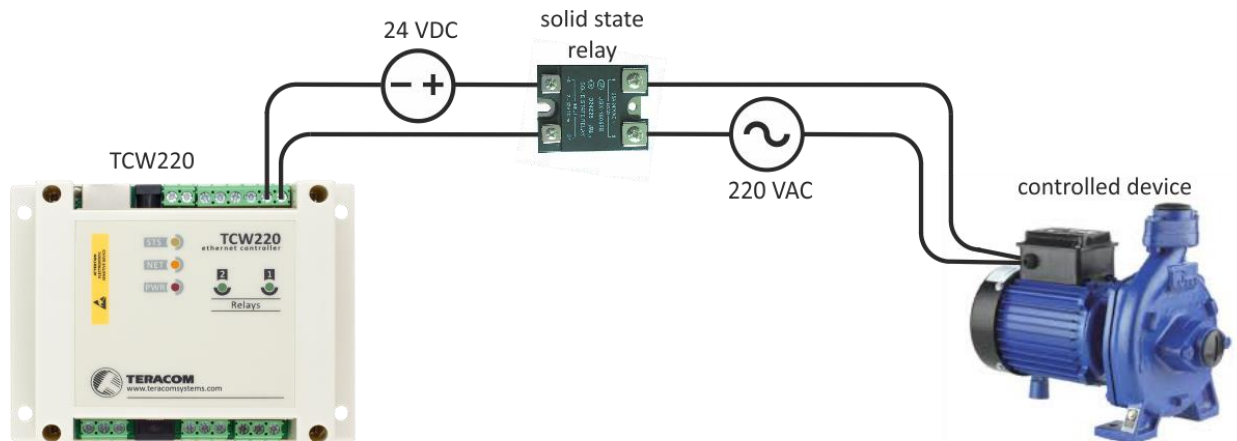 solid state
relay
24 VDC
220 VAC
TCW220
controlled device
TCW220
ethernet controller
STS
NET
PWR
2 1
Relays
TERACOM
www.teracomsystems.com